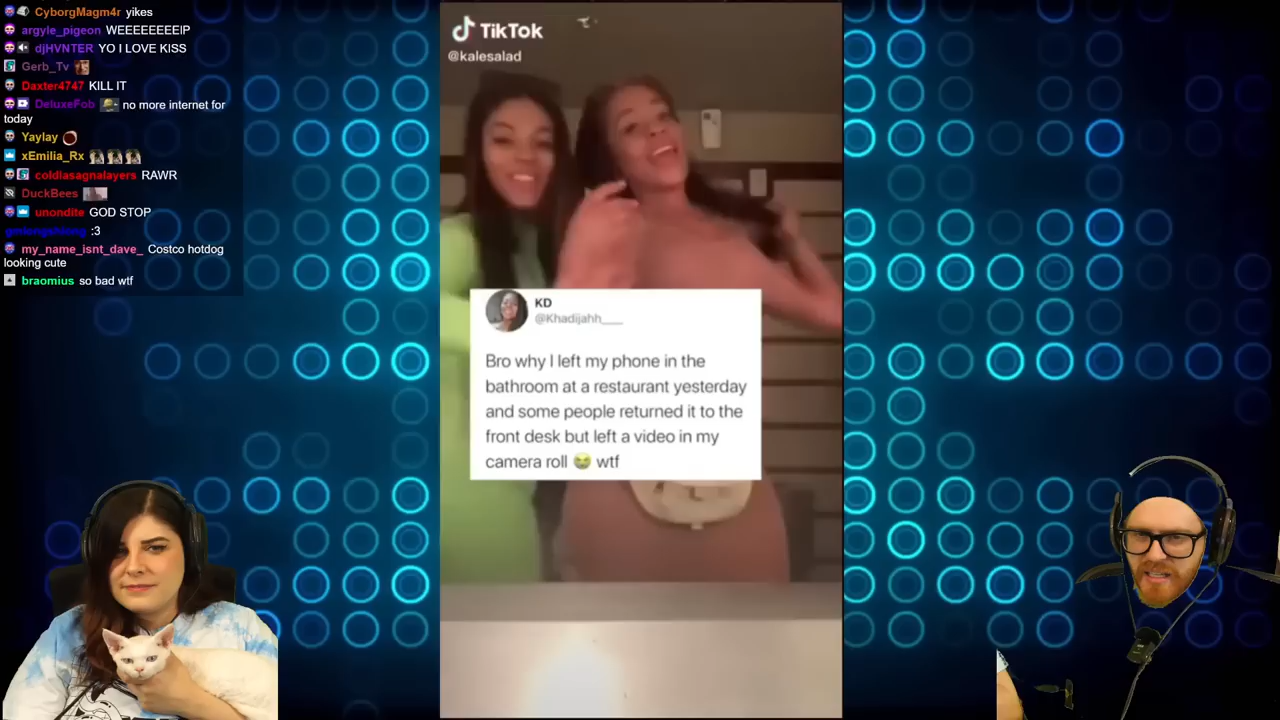 CyborgMagm4r yikes
argyle_pigeon WEEEEEEEIP
djHVNTER YO I LOVE KISS
Gerb_Tv
Daxter4747 KILL IT
DeluxeFob no more internet for
today
Yaylay
xEmilia_Rx
coldlasagnalayers RAWR
DuckBees
unondite GOD STOP
:3
my_name_isnt_dave_ Costco hotdog
looking cute
braomius so bad wtf
TikTok
@kalesalad
KD
@Khadijahh____
Bro why I left my phone in the
bathroom at a restaurant yesterday
and some people returned it to the
front desk but left a video in my
camera roll 😭 wtf